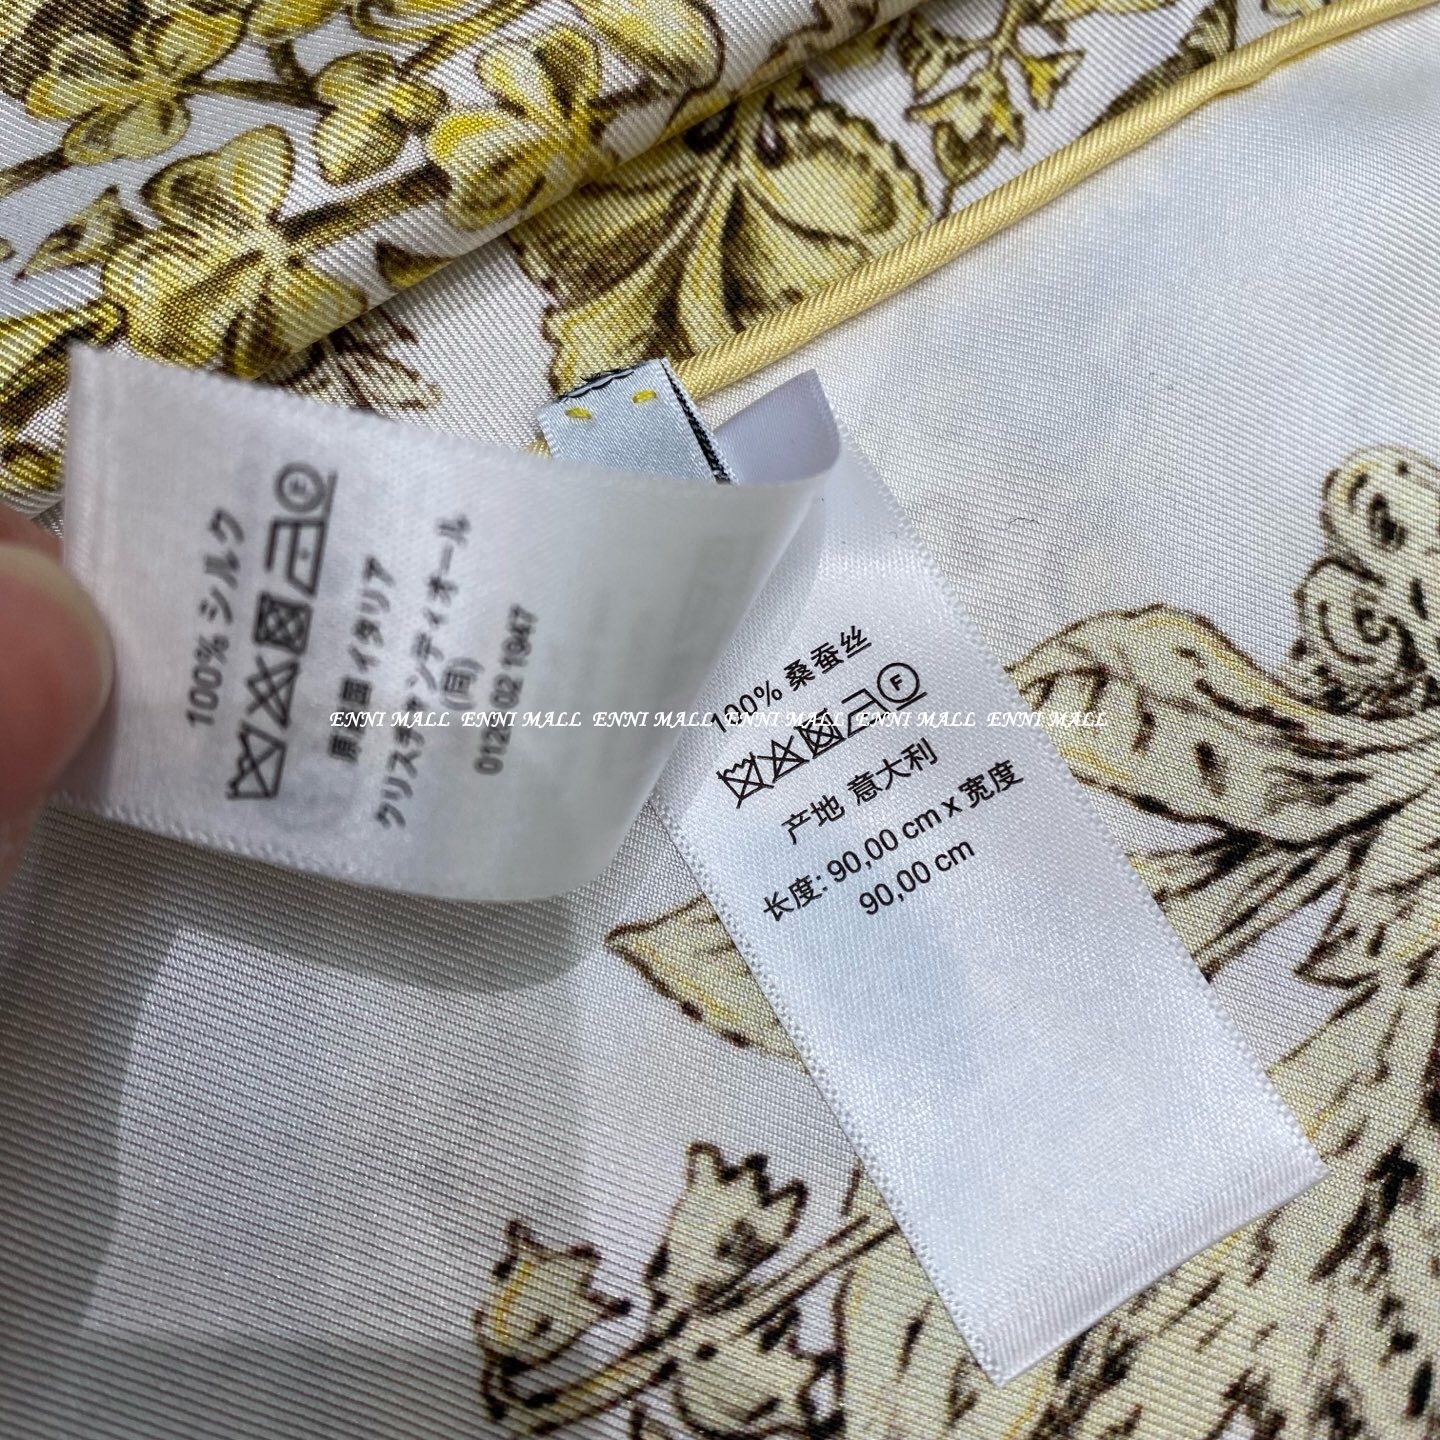 100% シルク
原産国 イタリア
クリスチャン ディオール
(同)
0120 02 1947
ENNI MALL ENNI MALL ENNI MALL ENNI MALL ENNI MALL ENNI MALL
100% 桑蚕丝
F
产地 意大利
长度: 90,00 cm x 宽度
90,00 cm